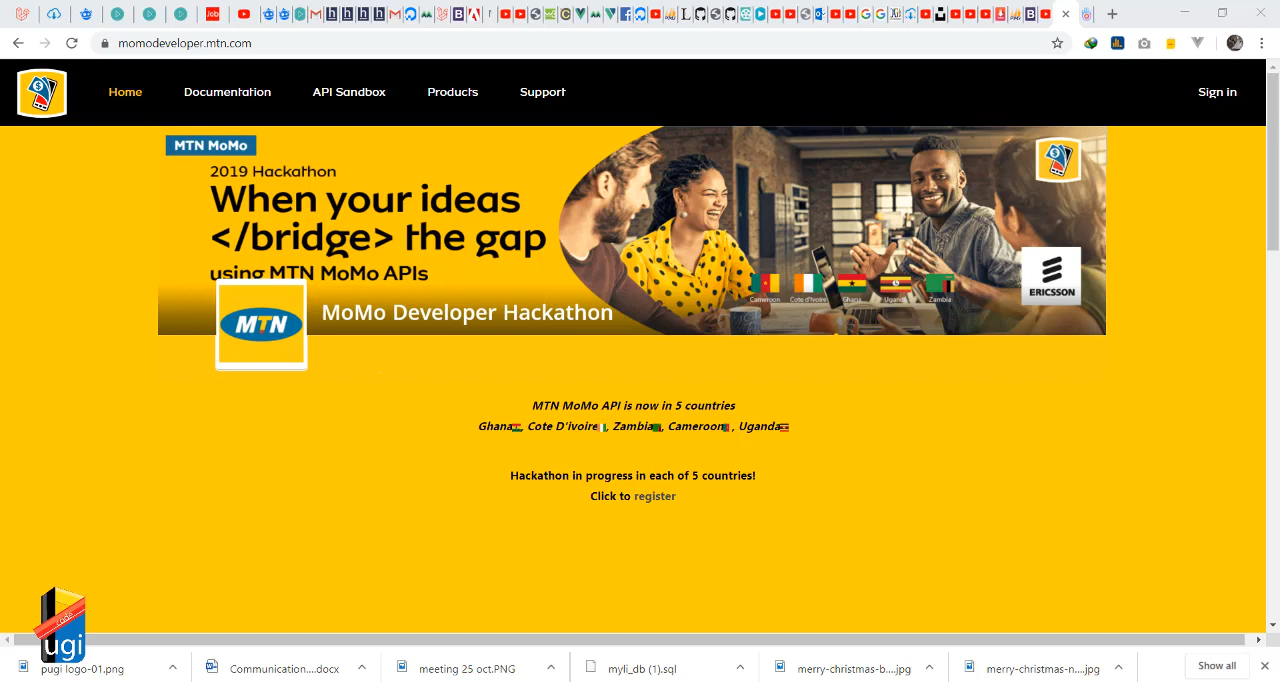 Job
momodeveloper.mtn.com
Home
Documentation
API Sandbox
Products
Support
Sign in
MTN MoMo
2019 Hackathon
When your ideas
</bridge> the gap
using MTN MoMo APIs
MTN
MoMo Developer Hackathon
Cameroon
Cote d'Ivoire
Ghana
Uganda
Zambia
ERICSSON
MTN MoMo API is now in 5 countries
Ghana, Cote D'ivoire, Zambia, Cameroon, Uganda
Hackathon in progress in each of 5 countries!
Click to register
code
ugi
pugi logo-01.png
Communication....docx
meeting 25 oct.PNG
myli_db (1).sql
merry-christmas-b....jpg
merry-christmas-n....jpg
Show all